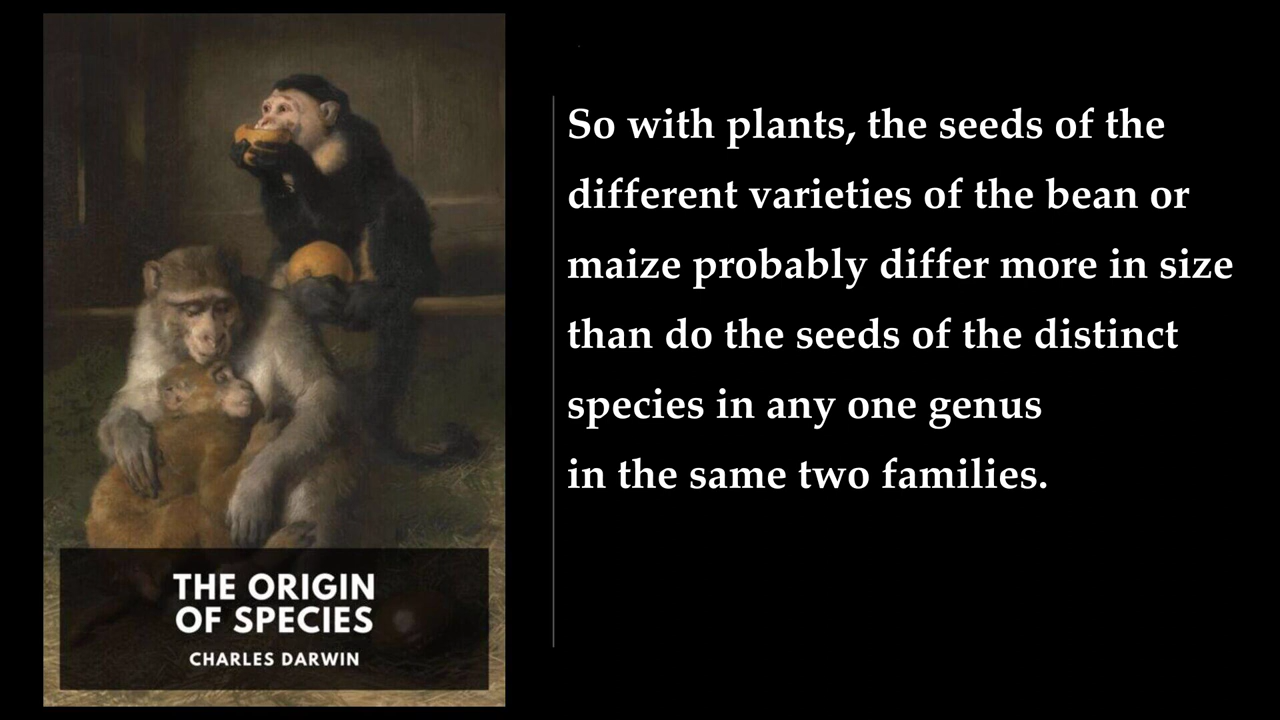 THE ORIGIN
OF SPECIES
CHARLES DARWIN
So with plants, the seeds of the
different varieties of the bean or
maize probably differ more in size
than do the seeds of the distinct
species in any one genus
in the same two families.